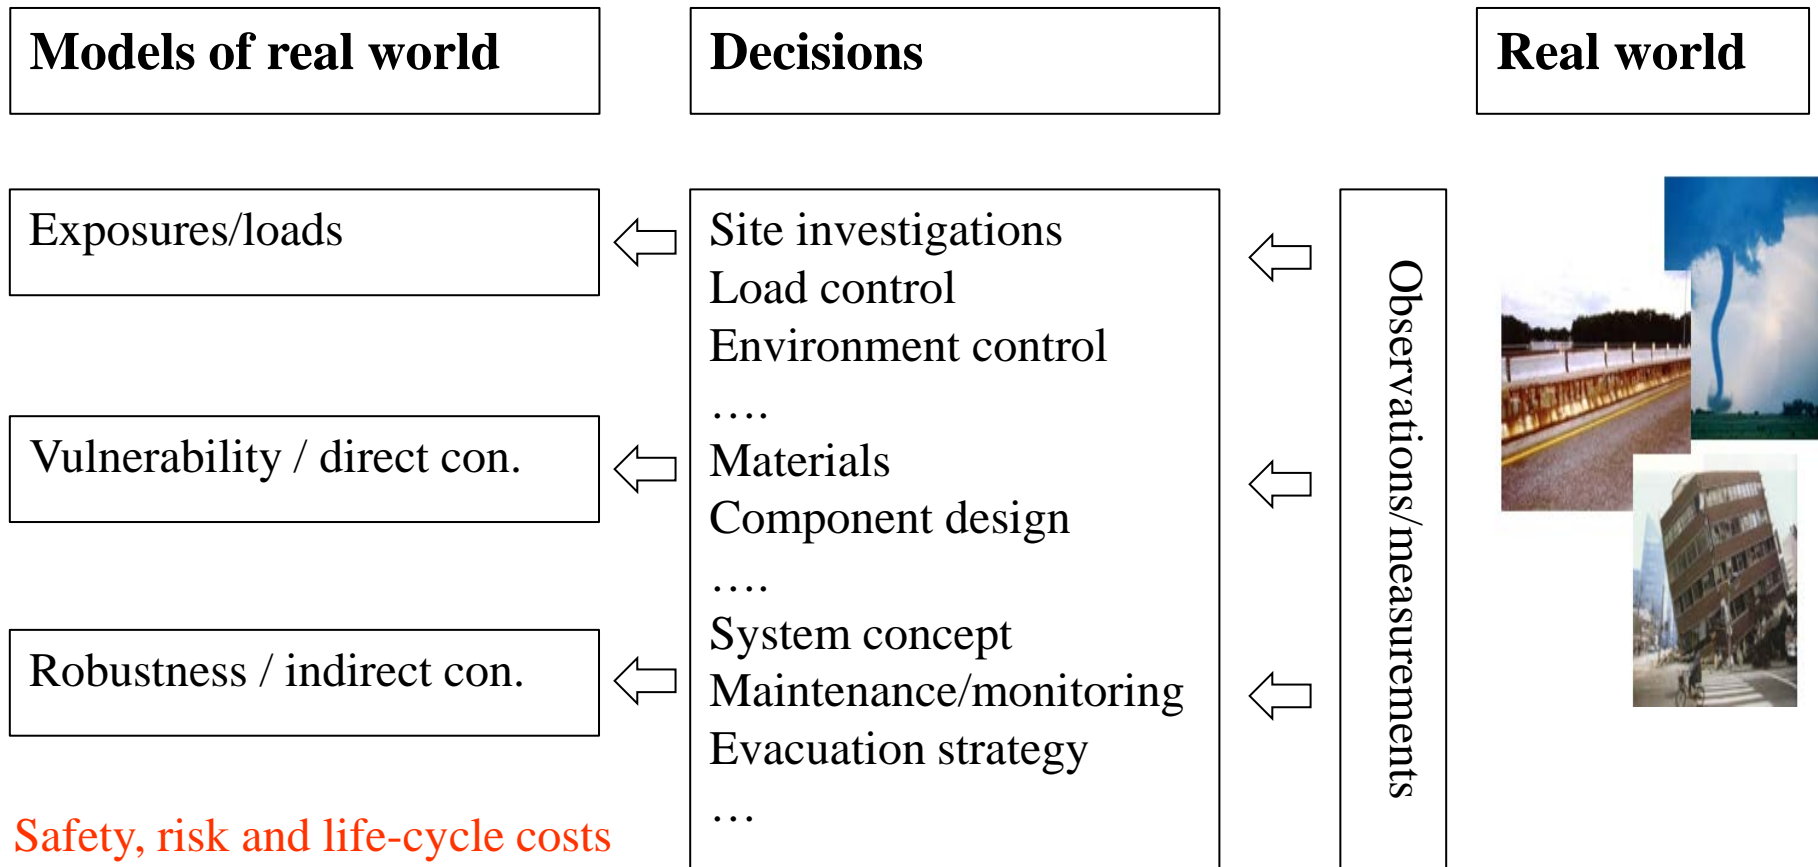 Models of real world
Decisions
Real world
Exposures/loads
Vulnerability / direct con.
Robustness / indirect con.
Safety, risk and life-cycle costs
Site investigations
Load control
Environment control
….
Materials
Component design
….
System concept
Maintenance/monitoring
Evacuation strategy
…
Observations/measurements